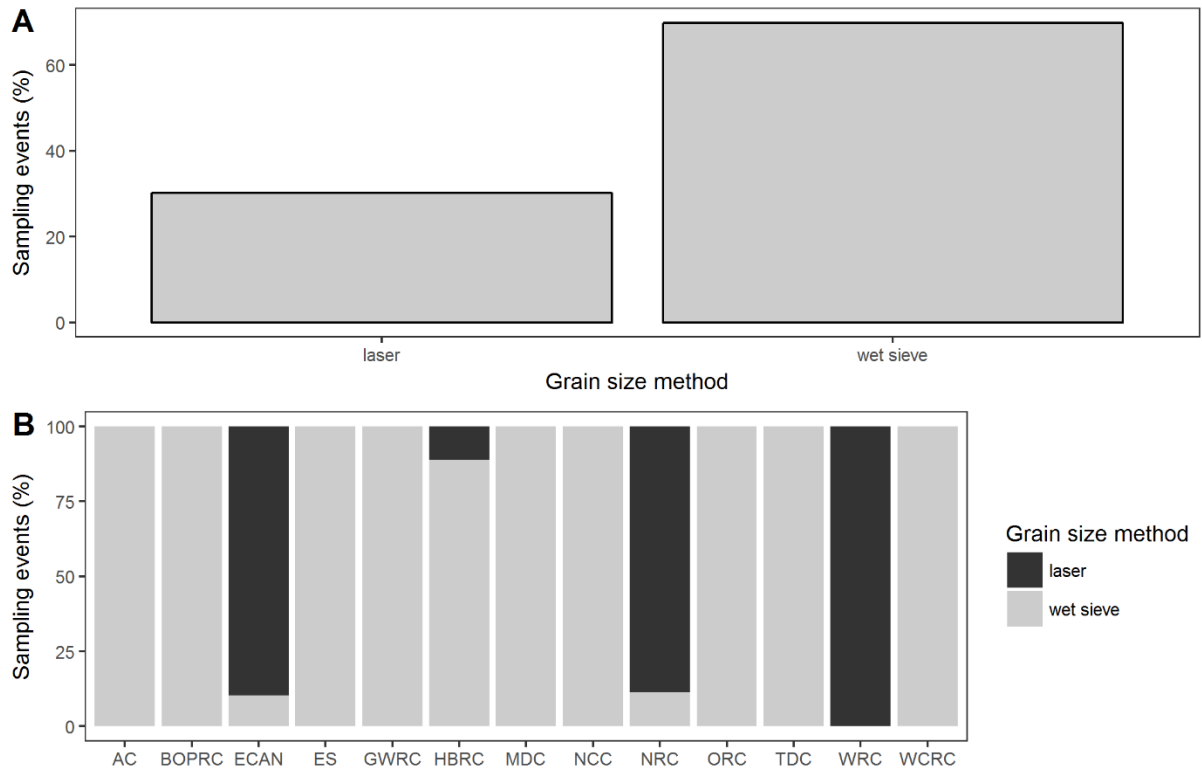 A
Sampling events (%)
60
40
20
0
laser wet sieve
Grain size method
B
Sampling events (%)
100
75
50
25
0
AC BOPRC ECAN ES GWRC HBRC MDC NCC NRC ORC TDC WRC WCRC
Grain size method
laser
wet sieve